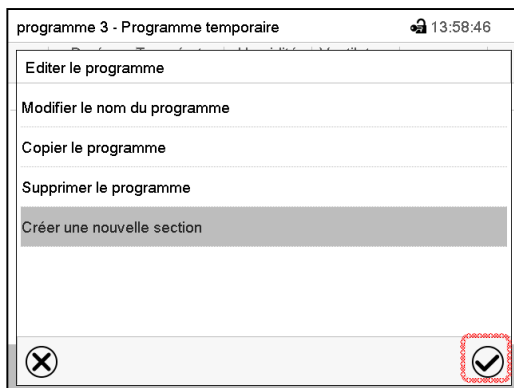 programme 3 - Programme temporaire 13:58:46
Editer le programme
Modifier le nom du programme
Copier le programme
Supprimer le programme
Créer une nouvelle section